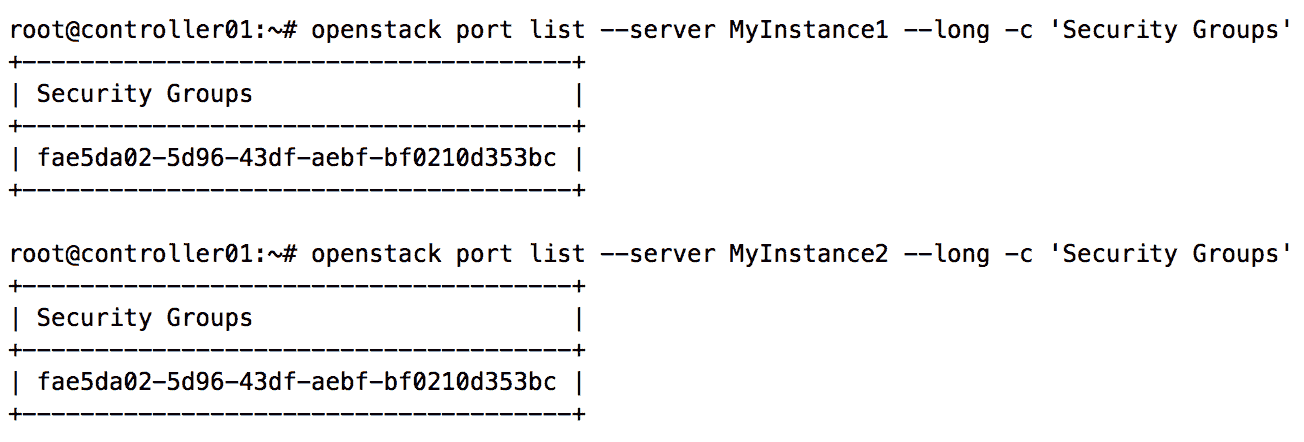 root@controller01:~# openstack port list --server MyInstance1 --long -c 'Security Groups'
+--------------------------------------+
| Security Groups                      |
+--------------------------------------+
| fae5da02-5d96-43df-aebf-bf0210d353bc |
+--------------------------------------+

root@controller01:~# openstack port list --server MyInstance2 --long -c 'Security Groups'
+--------------------------------------+
| Security Groups                      |
+--------------------------------------+
| fae5da02-5d96-43df-aebf-bf0210d353bc |
+--------------------------------------+